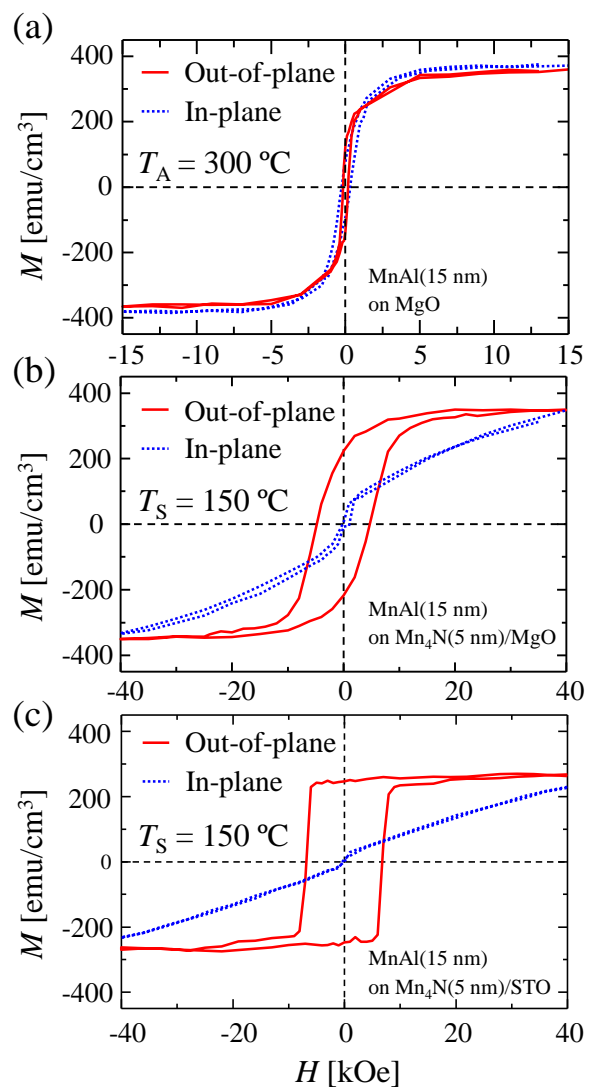 (a)
400
200
0
-200
-400
M [emu/cm³]
Out-of-plane
In-plane
T_A = 300 ºC
MnAl(15 nm)
on MgO
-15 -10 -5 0 5 10 15
(b)
400
200
0
-200
-400
M [emu/cm³]
Out-of-plane
In-plane
T_S = 150 ºC
MnAl(15 nm)
on Mn₄N(5 nm)/MgO
-40 -20 0 20 40
(c)
400
200
0
-200
-400
M [emu/cm³]
Out-of-plane
In-plane
T_S = 150 ºC
MnAl(15 nm)
on Mn₄N(5 nm)/STO
-40 -20 0 20 40
H [kOe]